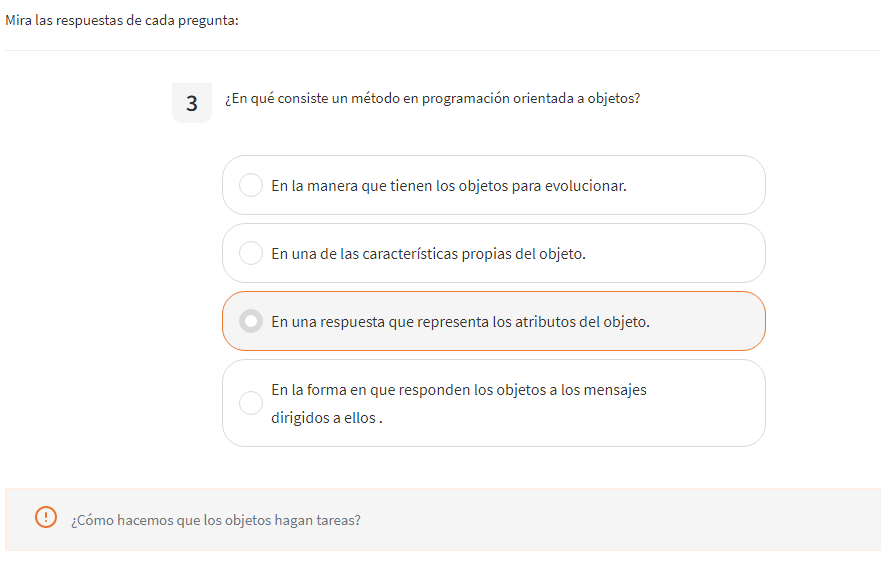 Mira las respuestas de cada pregunta:
3
¿En qué consiste un método en programación orientada a objetos?
En la manera que tienen los objetos para evolucionar.
En una de las características propias del objeto.
En una respuesta que representa los atributos del objeto.
En la forma en que responden los objetos a los mensajes
dirigidos a ellos .
¿Cómo hacemos que los objetos hagan tareas?